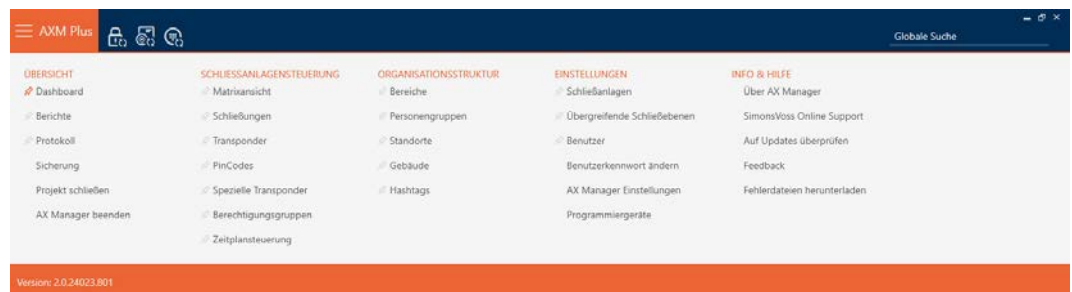 AXM Plus
Globale Suche
ÜBERSICHT
Dashboard
Berichte
Protokoll
Sicherung
Projekt schließen
AX Manager beenden
SCHLIESSANLAGENSTEUERUNG
Matrixansicht
Schließungen
Transponder
PinCodes
Spezielle Transponder
Berechtigungsgruppen
Zeitplansteuerung
ORGANISATIONSSTRUKTUR
Bereiche
Personengruppen
Standorte
Gebäude
Hashtags
EINSTELLUNGEN
Schließanlagen
Übergreifende Schließebenen
Benutzer
Benutzerkennwort ändern
AX Manager Einstellungen
Programmiergeräte
INFO & HILFE
Über AX Manager
SimonsVoss Online Support
Auf Updates überprüfen
Feedback
Fehlerdateien herunterladen
Version: 2.0.24023.801